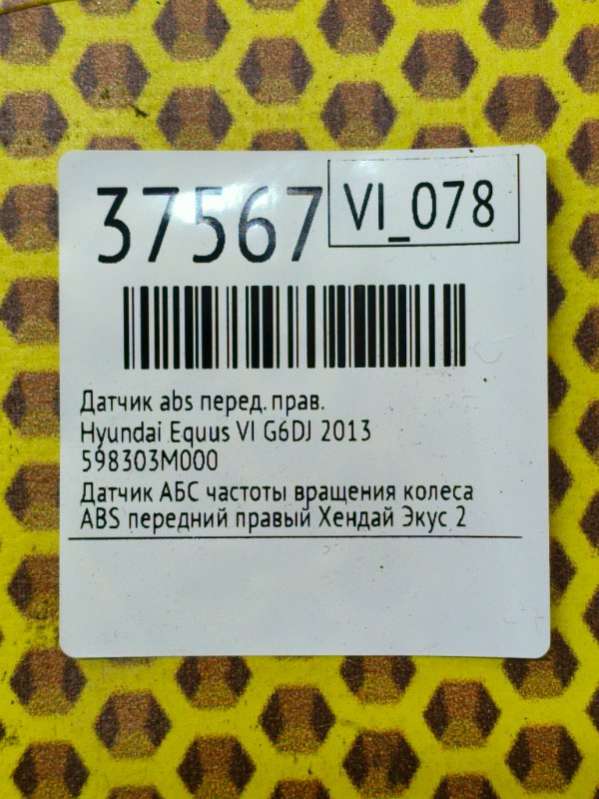 37567
VI_078
Датчик abs перед. прав.
Hyundai Equus VI G6DJ 2013
598303M000
Датчик АБС частоты вращения колеса
ABS передний правый Хендай Экус 2